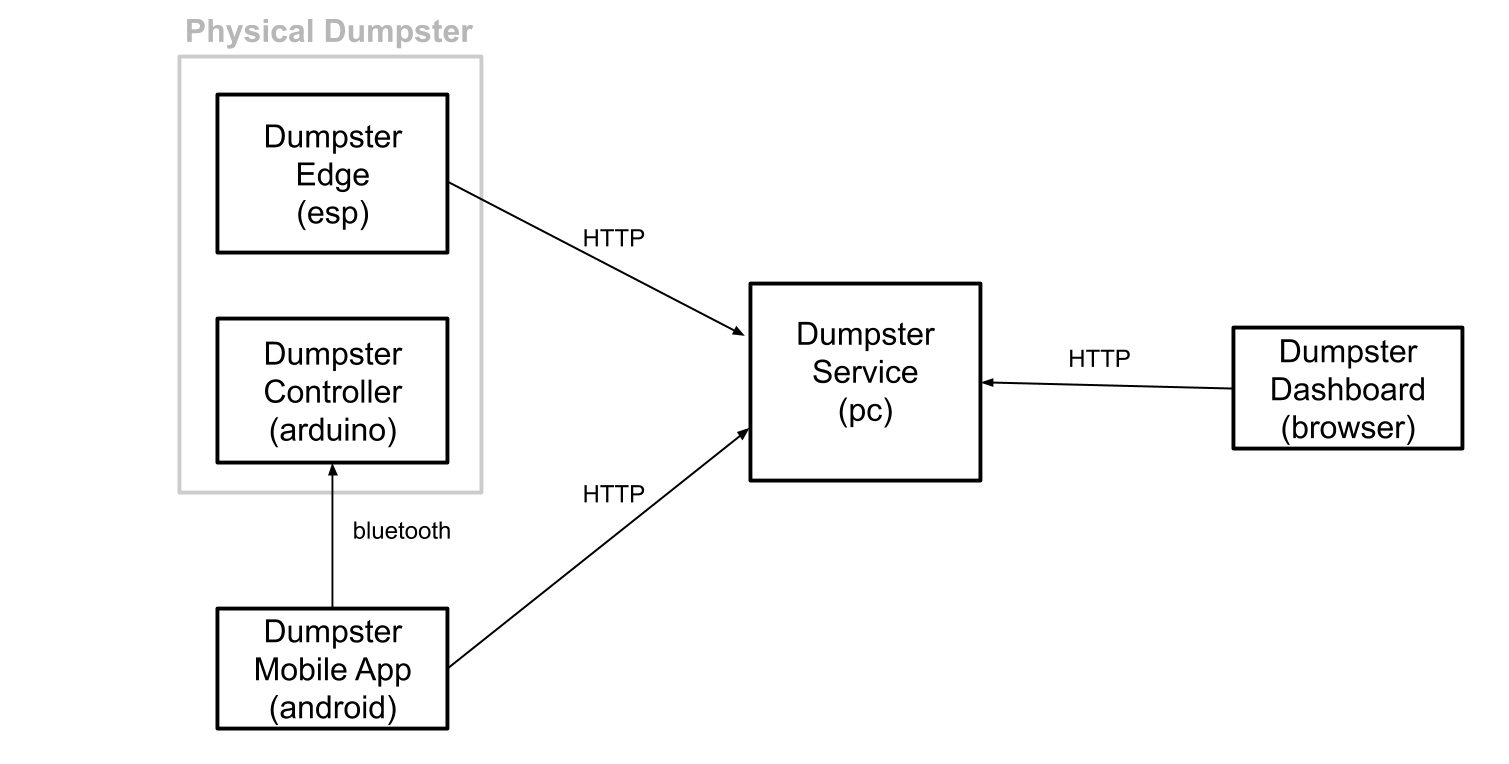 Physical Dumpster
Dumpster
Edge
(esp)
HTTP
Dumpster
Controller
(arduino)
Dumpster
Service
(pc)
HTTP
Dumpster
Dashboard
(browser)
HTTP
bluetooth
Dumpster
Mobile App
(android)